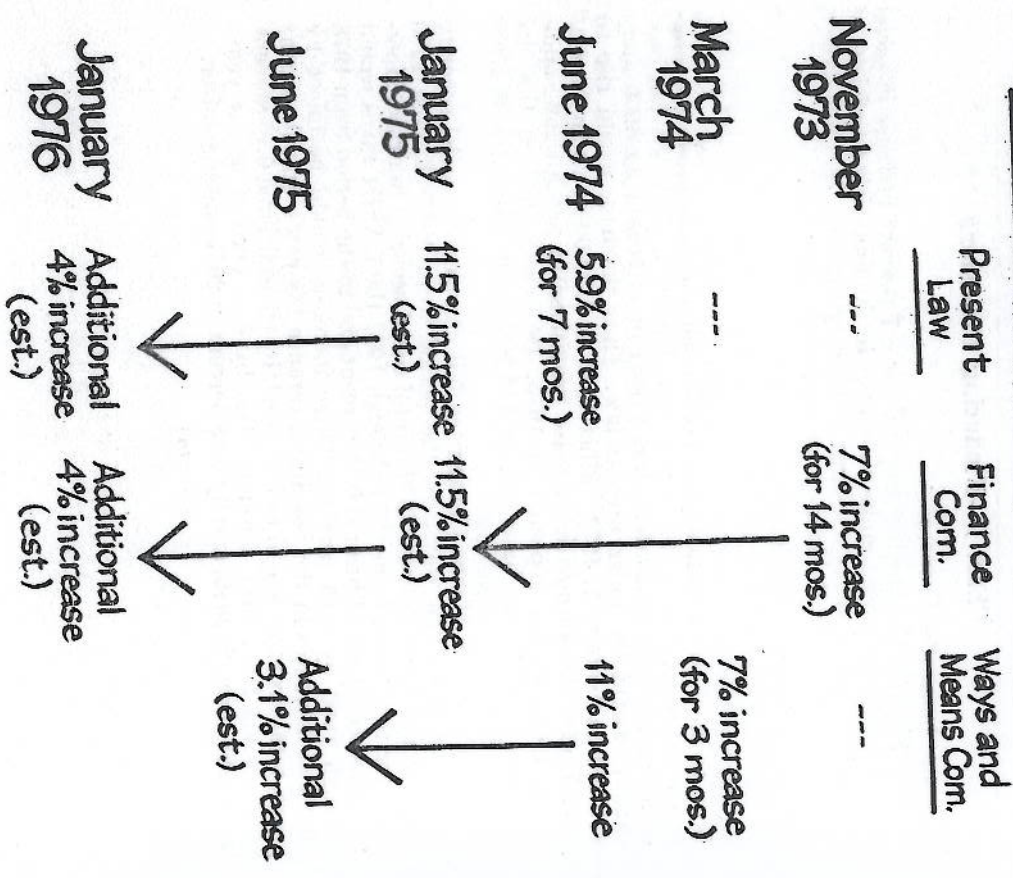 Present
Law
Finance
Com.
Ways and
Means Com.
November
1973
---
7% increase
(for 14 mos.)
---
March
1974
---
7% increase
(for 3 mos.)
June 1974
5.9% increase
(for 7 mos.)
11% increase
January
1975
11.5% increase
(est.)
11.5% increase
(est.)
June 1975
Additional
3.1% increase
(est.)
January
1976
Additional
4% increase
(est.)
Additional
4% increase
(est.)